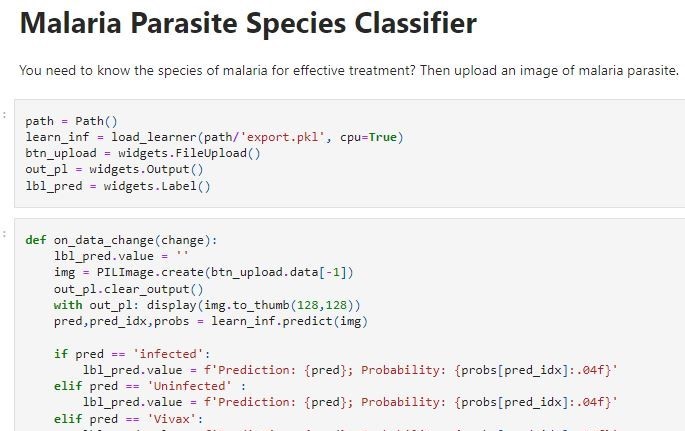 Malaria Parasite Species Classifier
You need to know the species of malaria for effective treatment? Then upload an image of malaria parasite.
:
path = Path()
learn_inf = load_learner(path/'export.pkl', cpu=True)
btn_upload = widgets.FileUpload()
out_pl = widgets.Output()
lbl_pred = widgets.Label()
:
def on_data_change(change):
    lbl_pred.value = ''
    img = PILImage.create(btn_upload.data[-1])
    out_pl.clear_output()
    with out_pl: display(img.to_thumb(128,128))
    pred,pred_idx,probs = learn_inf.predict(img)
    if pred == 'infected':
        lbl_pred.value = f'Prediction: {pred}; Probability: {probs[pred_idx]:.04f}'
    elif pred == 'Uninfected' :
        lbl_pred.value = f'Prediction: {pred}; Probability: {probs[pred_idx]:.04f}'
    elif pred == 'Vivax':